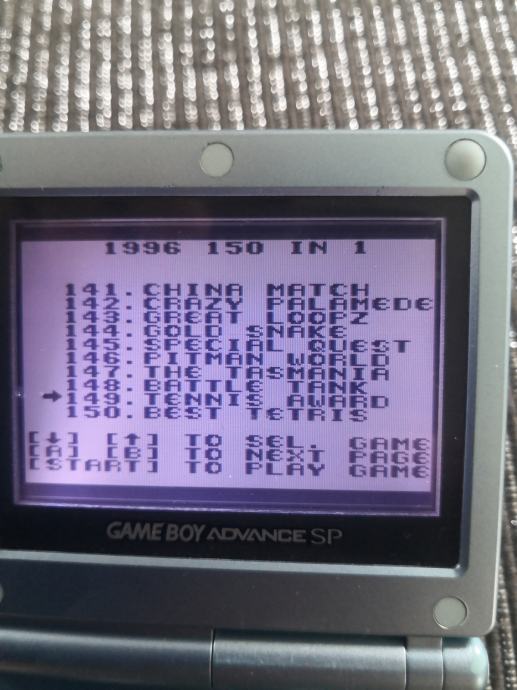 1996 150 IN 1
141. CHINA MATCH
142. CRAZY PALAMEDE
143. GREAT LOOPZ
144. GOLD SNAKE
145. SPECIAL QUEST
146. PITMAN WORLD
147. THE TASMANIA
148. BATTLE TANK
149. TENNIS AWARD
150. BEST TETRIS
[↓] [↑] TO SEL. GAME
[A] [B] TO NEXT PAGE
[START] TO PLAY GAME
GAME BOY ADVANCE SP